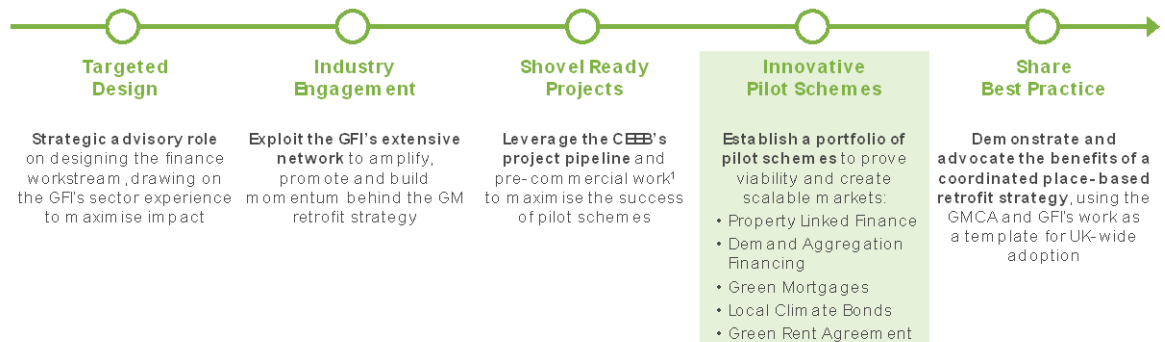 Targeted
Design
Strategic advisory role
on designing the finance
workstream, drawing on
the GFI's sector experience
to maximise impact
Industry
Engagement
Exploit the GFI's extensive
network to amplify,
promote and build
momentum behind the GM
retrofit strategy
Shovel Ready
Projects
Leverage the CEEB's
project pipeline and
pre-commercial work¹
to maximise the success
of pilot schemes
Innovative
Pilot Schemes
Establish a portfolio of
pilot schemes to prove
viability and create
scalable markets:
• Property Linked Finance
• Demand Aggregation
Financing
• Green Mortgages
• Local Climate Bonds
• Green Rent Agreement
Share
Best Practice
Demonstrate and
advocate the benefits of a
coordinated place-based
retrofit strategy, using the
GMCA and GFI's work as
a template for UK-wide
adoption